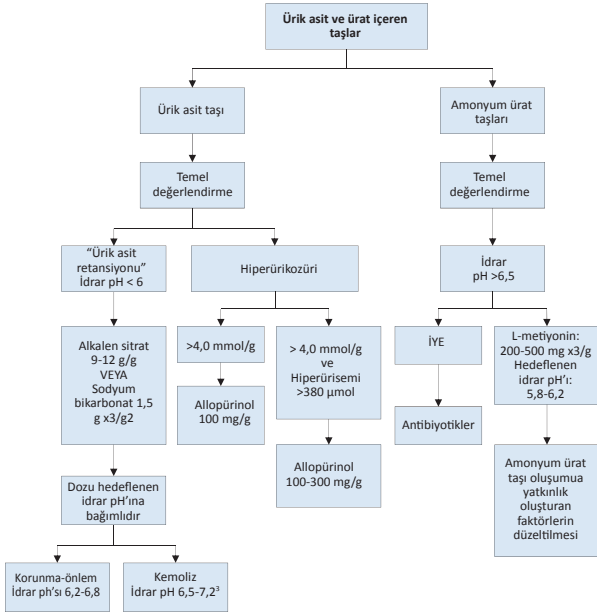 Ürik asit ve ürat içeren
taşlar
Ürik asit taşı
Amonyum ürat
taşları
Temel
değerlendirme
Temel
değerlendirme
“Ürik asit
retansiyonu”
İdrar pH < 6
Hiperürikozüri
İdrar
pH >6,5
Alkalen sitrat
9-12 g/g
VEYA
Sodyum
bikarbonat 1,5
g x3/g2
>4,0 mmol/g
> 4,0 mmol/g
ve
Hiperürisemi
>380 µmol
İYE
L-metiyonin:
200-500 mg x3/g
Hedeflenen
idrar pH’ı:
5,8-6,2
Allopürinol
100 mg/g
Antibiyotikler
Allopürinol
100-300 mg/g
Amonyum ürat
taşı oluşumua
yatkınlık
oluşturan
faktörlerin
düzeltilmesi
Dozu hedeflenen
idrar pH’ına
bağımlıdır
Korunma-önlem
İdrar ph’sı 6,2-6,8
Kemoliz
İdrar pH 6,5-7,2³